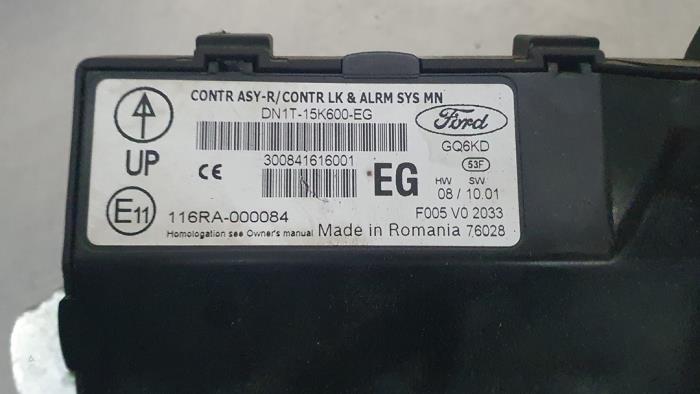 CONTR ASY-R/CONTR LK & ALRM SYS MN
DN1T-15K600-EG
Ford
UP
GQ6KD
300841616001
53F
CE
EG
HW SW
08 / 10.01
E11
116RA-000084
F005 V0 2033
Homologation see Owner's manual Made in Romania 76028